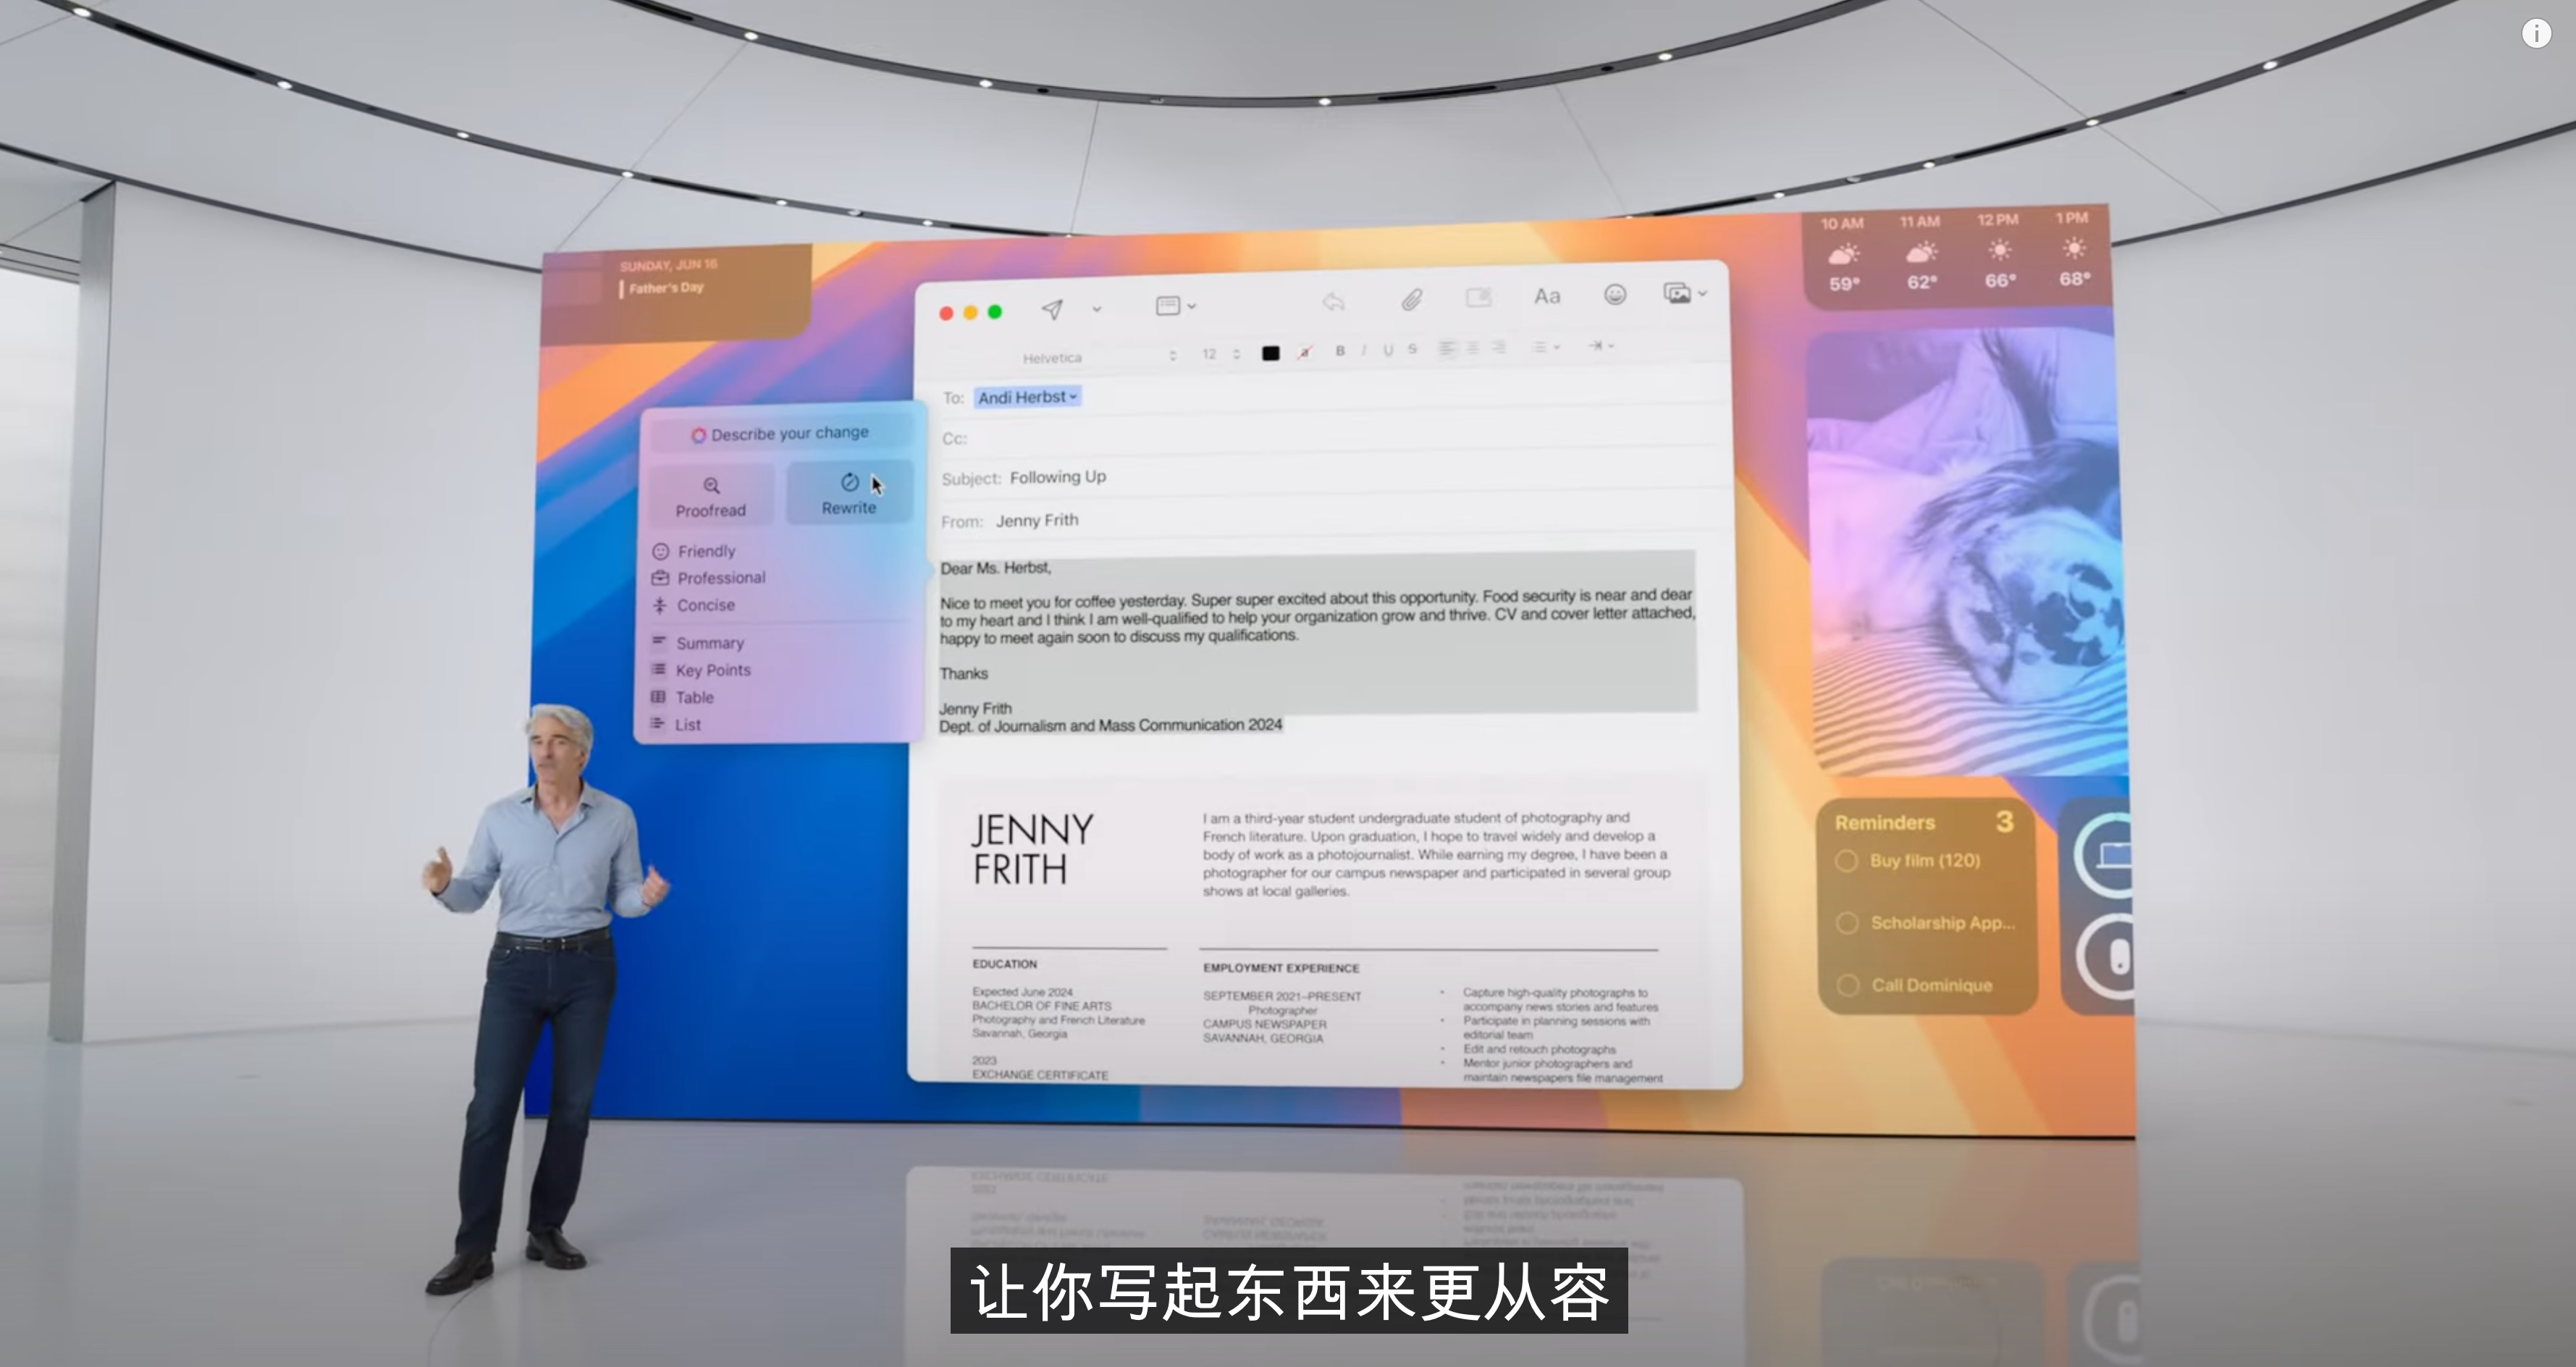 SUNDAY, JUN 16
Father's Day
10 AM 11 AM 12 PM 1 PM
59° 62° 66° 68°
Helvetica 12 a B I U S
Aa
To: Andi Herbst
Cc:
Subject: Following Up
From: Jenny Frith
Describe your change
Proofread Rewrite
Friendly
Professional
Concise
Summary
Key Points
Table
List
Dear Ms. Herbst,
Nice to meet you for coffee yesterday. Super super excited about this opportunity. Food security is near and dear
to my heart and I think I am well-qualified to help your organization grow and thrive. CV and cover letter attached,
happy to meet again soon to discuss my qualifications.
Thanks
Jenny Frith
Dept. of Journalism and Mass Communication 2024
JENNY
FRITH
I am a third-year student undergraduate student of photography and
French literature. Upon graduation, I hope to travel widely and develop a
body of work as a photojournalist. While earning my degree, I have been a
photographer for our campus newspaper and participated in several group
shows at local galleries.
EDUCATION
Expected June 2024
BACHELOR OF FINE ARTS
Photography and French Literature
Savannah, Georgia
2023
EXCHANGE CERTIFICATE
EMPLOYMENT EXPERIENCE
SEPTEMBER 2021–PRESENT
Photographer
CAMPUS NEWSPAPER
SAVANNAH, GEORGIA
• Capture high-quality photographs to
accompany news stories and features
• Participate in planning sessions with
editorial team
• Edit and retouch photographs
• Mentor junior photographers and
maintain newspapers file management
Reminders 3
Buy film (120)
Scholarship App...
Call Dominique
让你写起东西来更从容